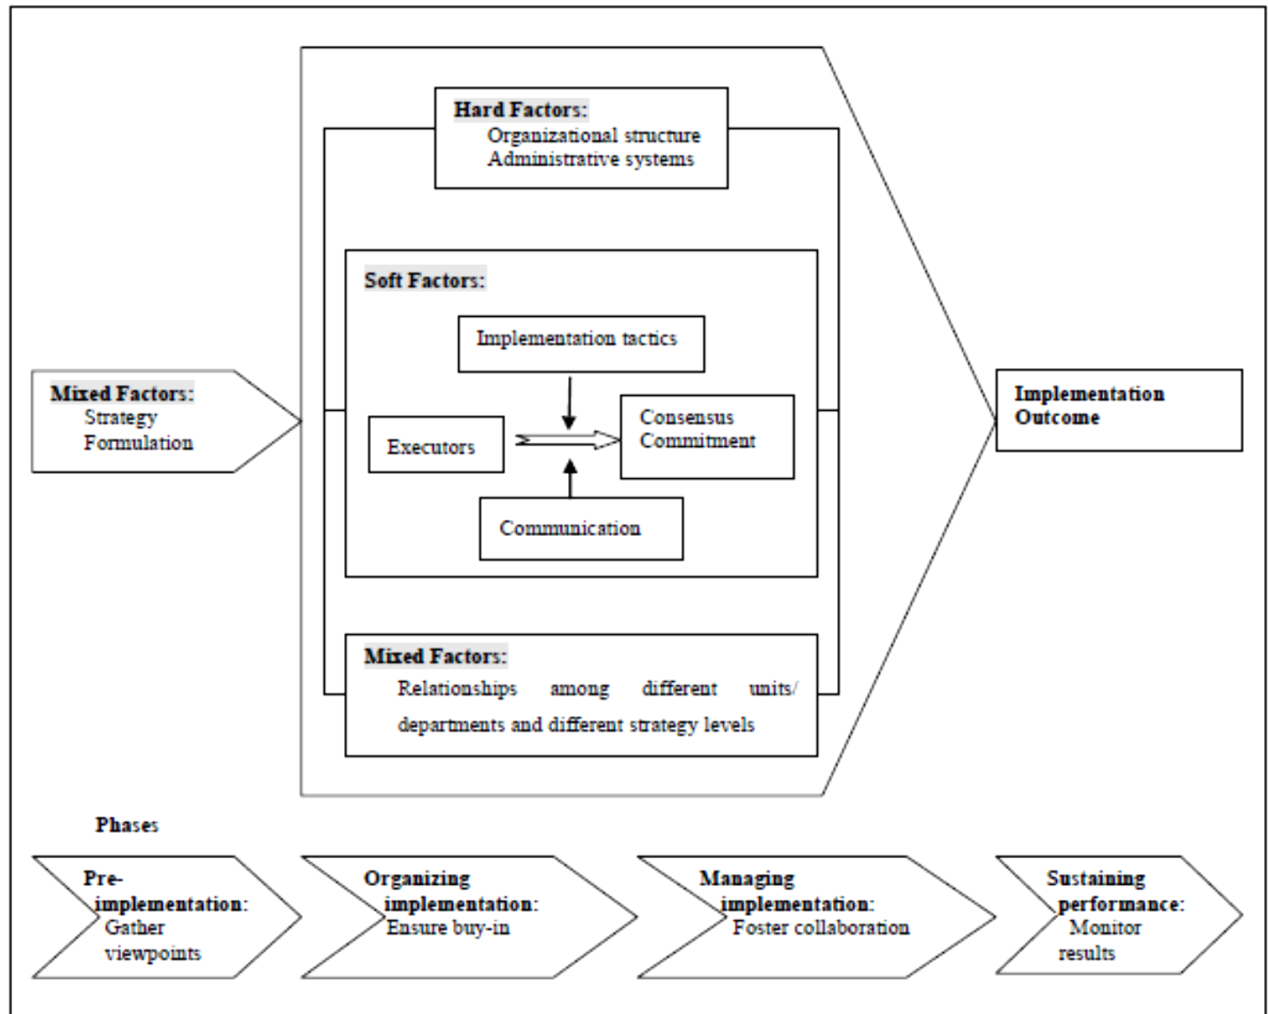 Hard Factors:
Organizational structure
Administrative systems
Soft Factors:
Implementation tactics
Mixed Factors:
Strategy
Formulation
Executors
Consensus
Commitment
Communication
Implementation
Outcome
Mixed Factors:
Relationships among different units/
departments and different strategy levels
Phases
Pre-
implementation:
Gather
viewpoints
Organizing
implementation:
Ensure buy-in
Managing
implementation:
Foster collaboration
Sustaining
performance:
Monitor
results